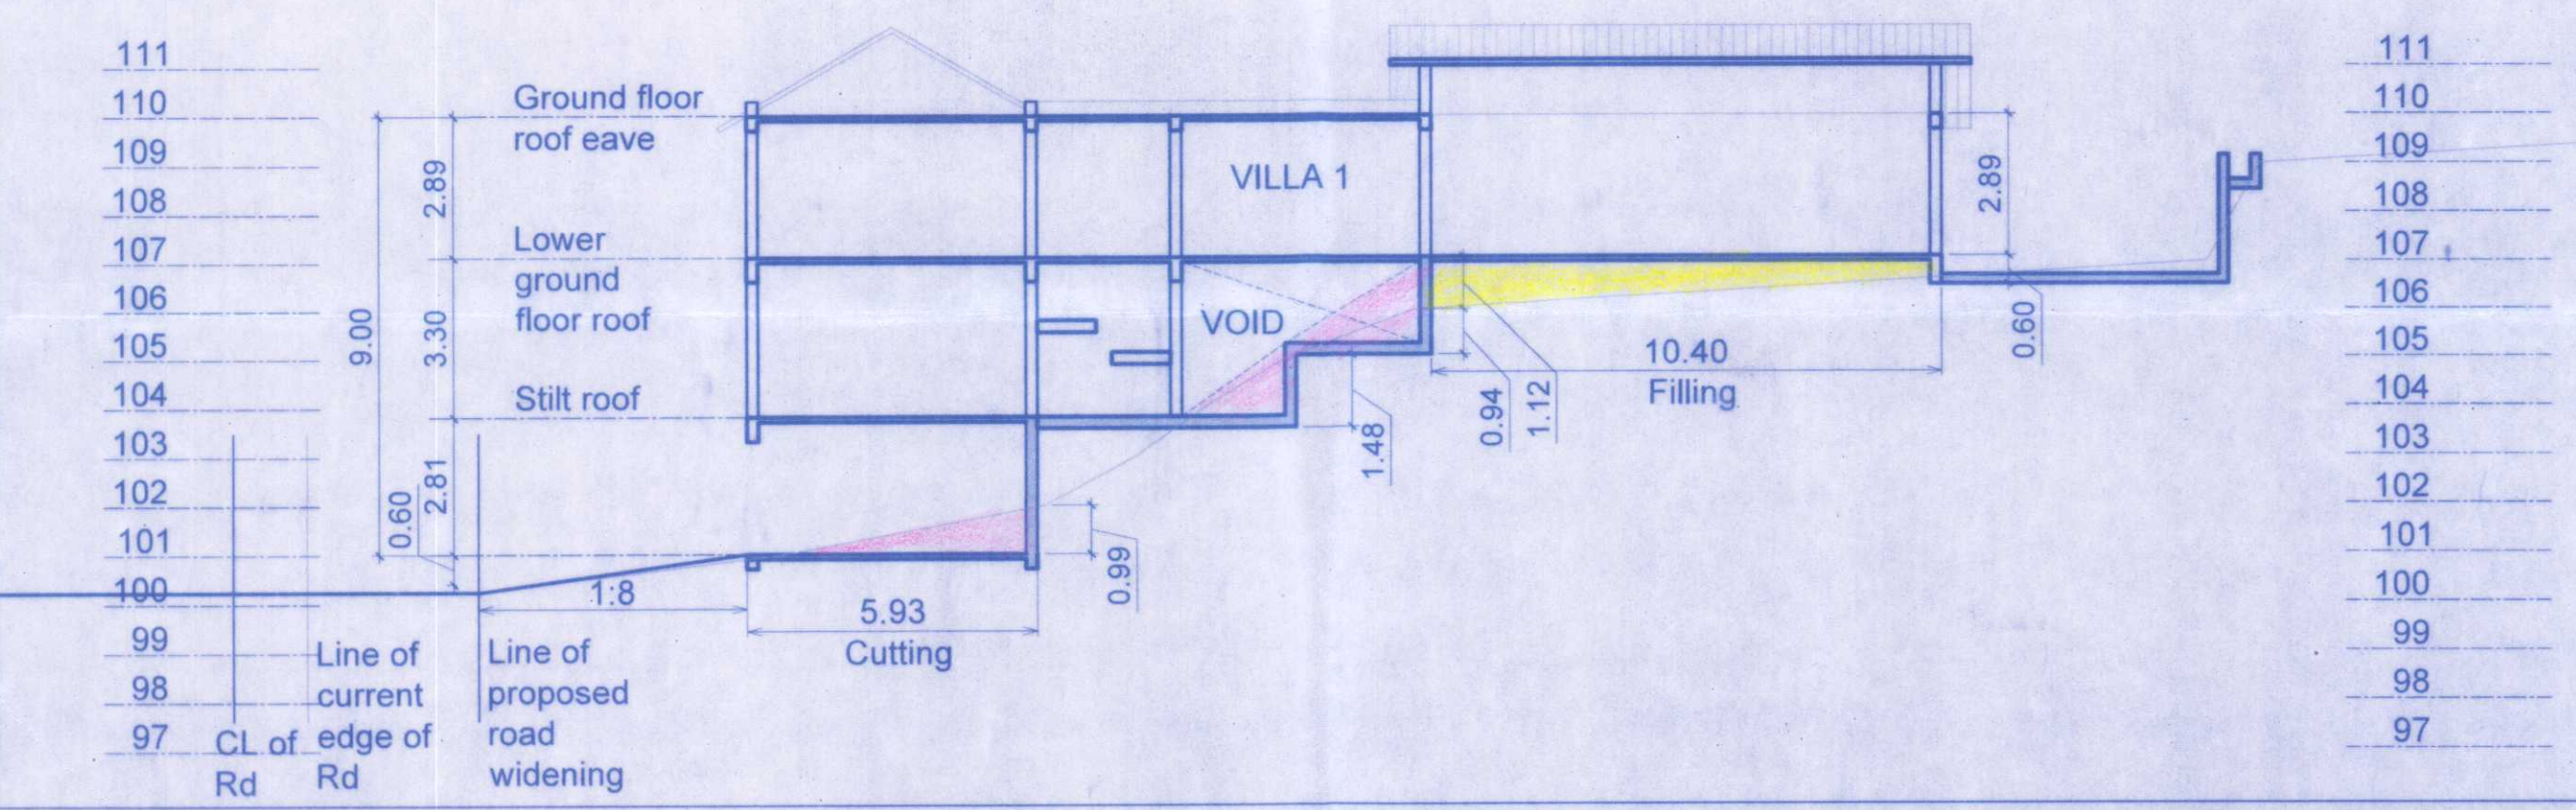 111
110
109
108
107
106
105
104
103
102
101
100
99
98
97
CL of
Rd
Line of
current
edge of
Rd
Line of
proposed
road
widening
9.00
2.89
3.30
2.81
0.60
Ground floor
roof eave
Lower
ground
floor roof
Stilt roof
1:8
5.93
Cutting
0.99
VILLA 1
VOID
1.48
0.94
1.12
10.40
Filling
2.89
0.60
111
110
109
108
107
106
105
104
103
102
101
100
99
98
97